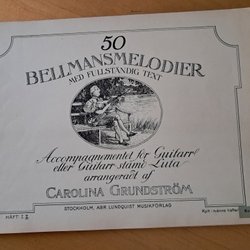 50
BELLMANSMELODIER
MED FULLSTÄNDIG TEXT
Accompagnementet för Guitarr
eller Guitarr stämd Luta
arrangeradt af
CAROLINA GRUNDSTRÖM
STOCKHOLM, ABR. LUNDQUIST MUSIKFÖRLAG
HÄFT I